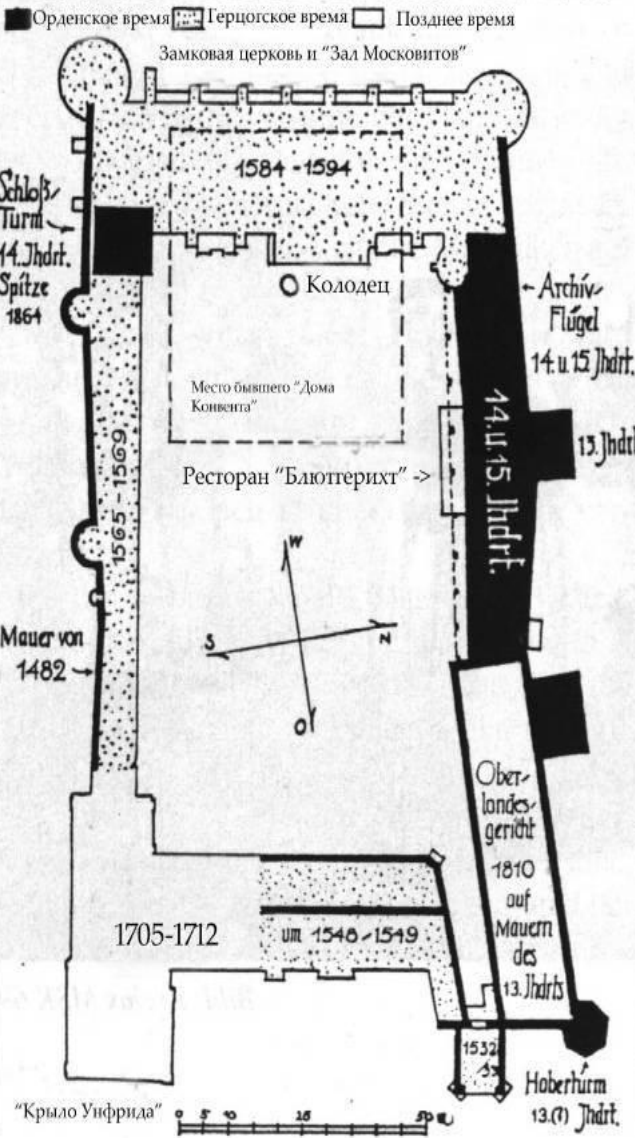 Орденское время Герцогское время Позднее время
Замковая церковь и "Зал Московитов"
1584-1594
Schloß-
Turm
14. Jhdrt.
Spitze
1864
Колодец
Archiv-
Flügel
14. u. 15 Jhdrt.
Место бывшего "Дома
Конвента"
14. u. 15. Jhdrt.
13. Jhdrt
Ресторан "Блютгерихт" ->
1565-1569
W
S
N
O
Mauer von
1482
Ober-
landes-
gericht
1810
auf
Mauern
des
13. Jhdrts
1705-1712
um 1548-1549
1532
Haberturm
13.(?) Jhdrt.
"Крыло Унфрида"
0 5 10 25 50 m